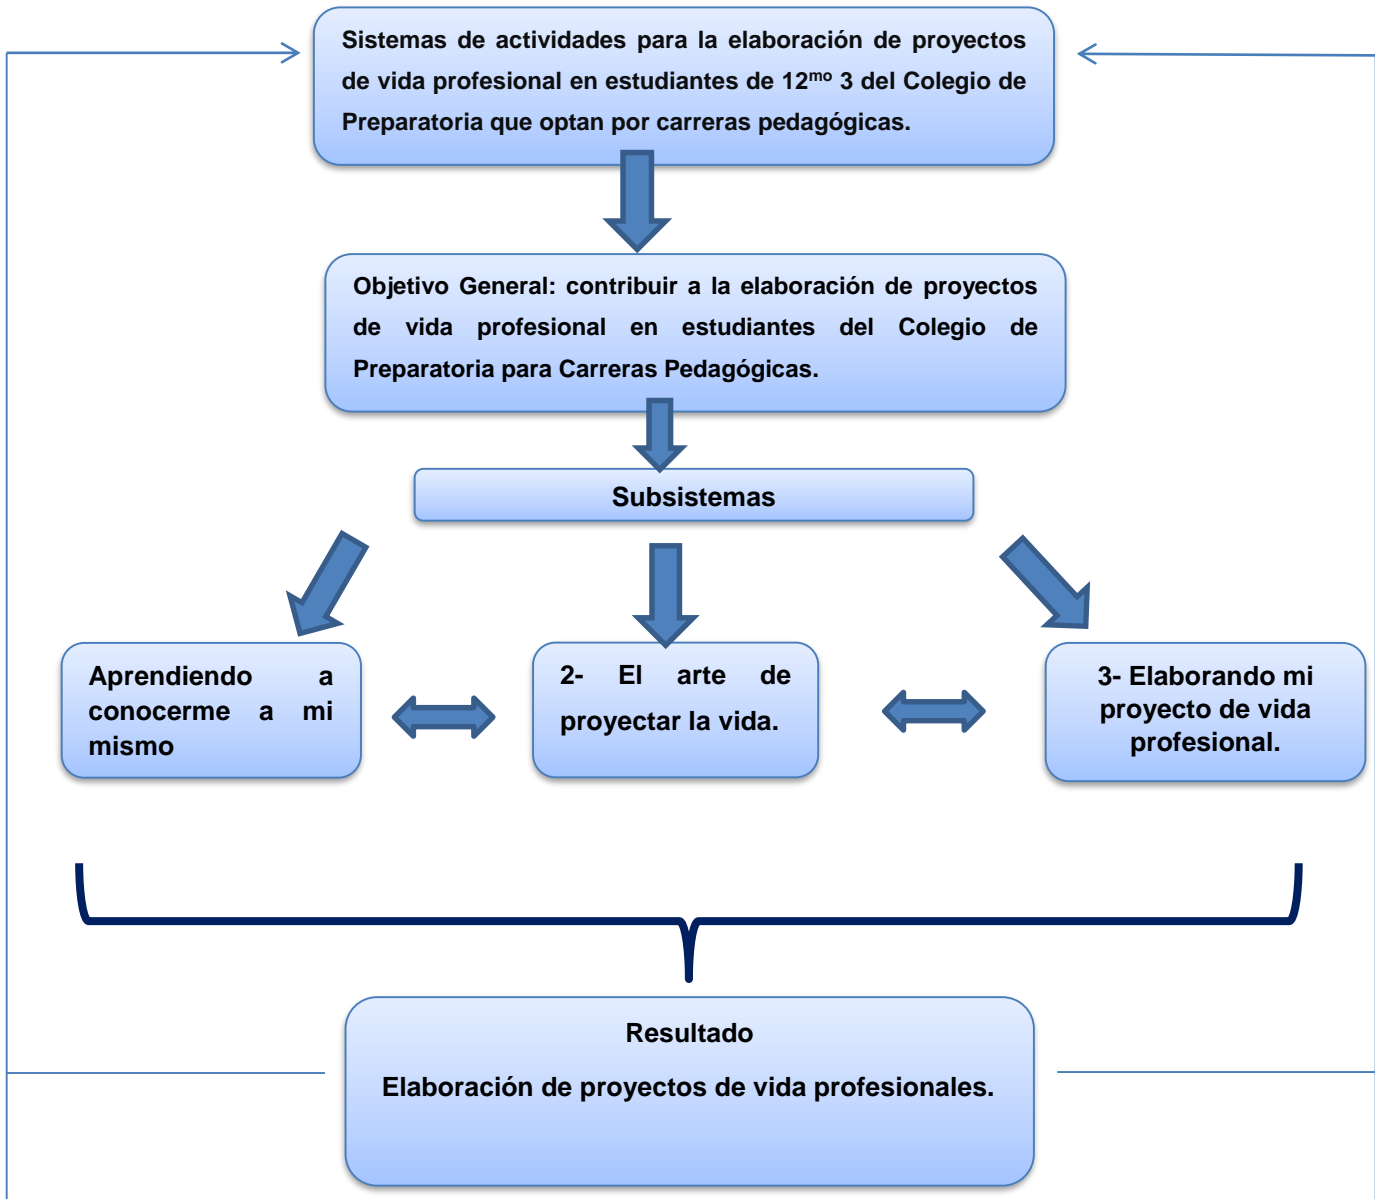 Sistemas de actividades para la elaboración de proyectos
de vida profesional en estudiantes de 12ᵐᵒ 3 del Colegio de
Preparatoria que optan por carreras pedagógicas.
Objetivo General: contribuir a la elaboración de proyectos
de vida profesional en estudiantes del Colegio de
Preparatoria para Carreras Pedagógicas.
Subsistemas
Aprendiendo a
conocerme a mi
mismo
2- El arte de
proyectar la vida.
3- Elaborando mi
proyecto de vida
profesional.
Resultado
Elaboración de proyectos de vida profesionales.